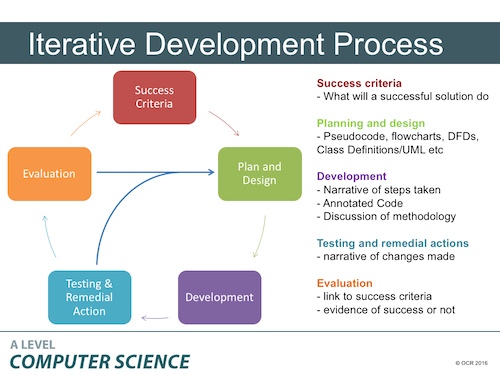 Iterative Development Process
Success
Criteria
Plan and
Design
Development
Testing &
Remedial
Action
Evaluation
Success criteria
- What will a successful solution do
Planning and design
- Pseudocode, flowcharts, DFDs,
Class Definitions/UML etc
Development
- Narrative of steps taken
- Annotated Code
- Discussion of methodology
Testing and remedial actions
- narrative of changes made
Evaluation
- link to success criteria
- evidence of success or not
A LEVEL
COMPUTER SCIENCE
© OCR 2016